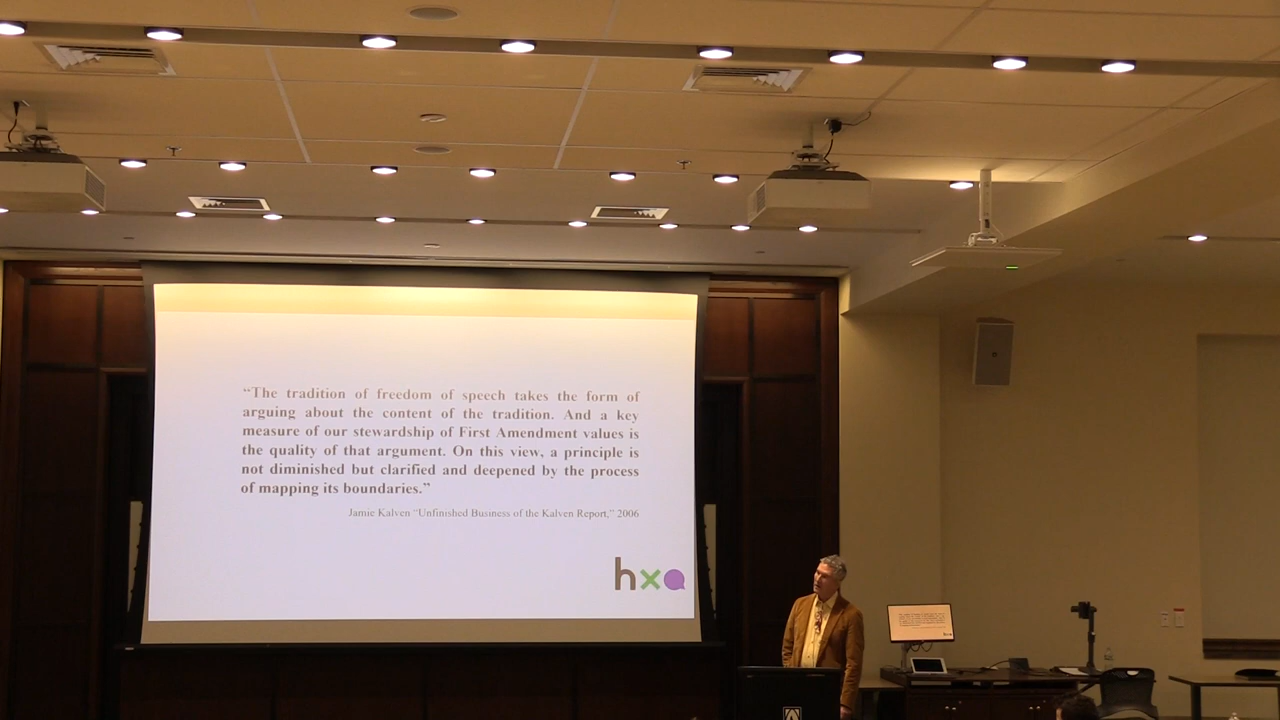 “The tradition of freedom of speech takes the form of
arguing about the content of the tradition. And a key
measure of our stewardship of First Amendment values is
the quality of that argument. On this view, a principle is
not diminished but clarified and deepened by the process
of mapping its boundaries.”
Jamie Kalven “Unfinished Business of the Kalven Report,” 2006
hxa